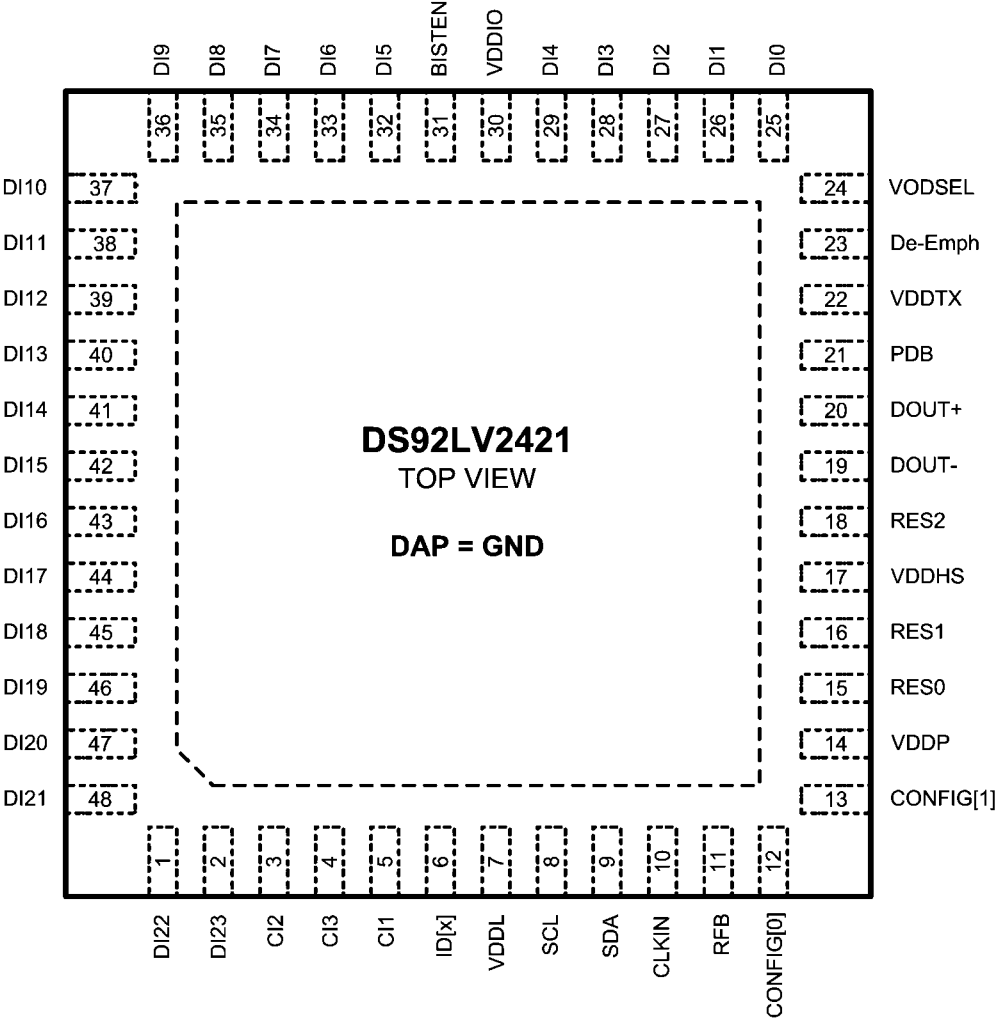 DI9 DI8 DI7 DI6 DI5 BISTEN VDDIO DI4 DI3 DI2 DI1 DI0
36 35 34 33 32 31 30 29 28 27 26 25
DI10 37 24 VODSEL
DI11 38 23 De-Emph
DI12 39 22 VDDTX
DI13 40 21 PDB
DI14 41 20 DOUT+
DS92LV2421
TOP VIEW
DI15 42 19 DOUT-
DI16 43 18 RES2
DAP = GND
DI17 44 17 VDDHS
DI18 45 16 RES1
DI19 46 15 RES0
DI20 47 14 VDDP
DI21 48 13 CONFIG[1]
1 2 3 4 5 6 7 8 9 10 11 12
DI22 DI23 CI2 CI3 CI1 ID[x] VDDL SCL SDA CLKIN RFB CONFIG[0]